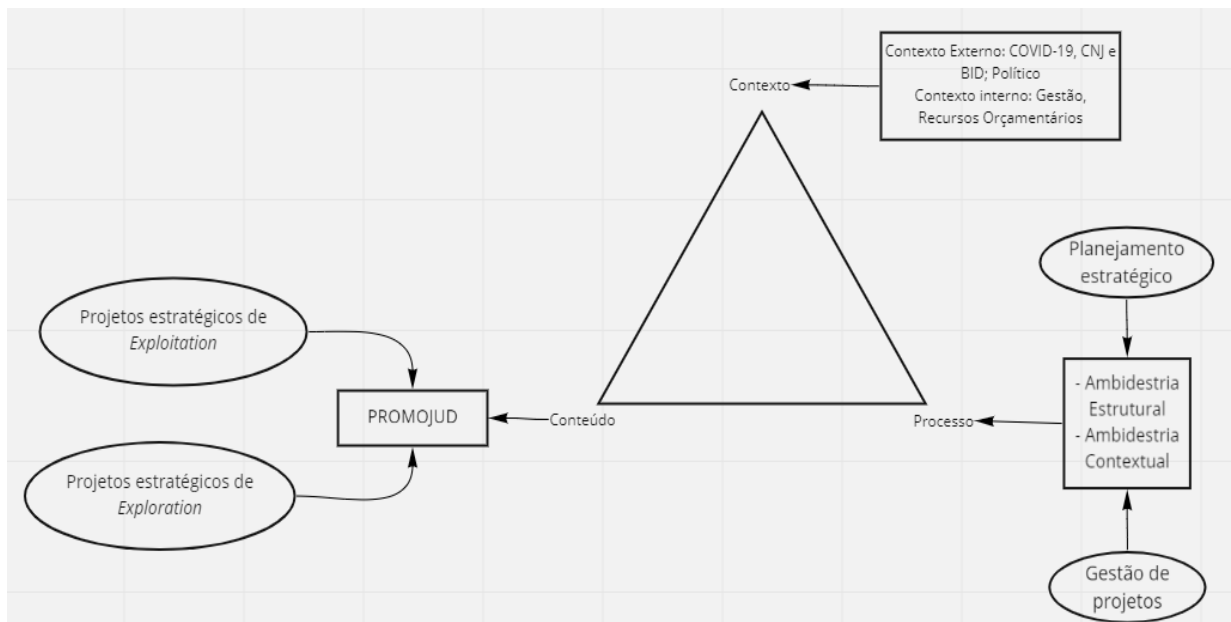 Contexto Externo: COVID-19, CNJ e
BID; Político
Contexto interno: Gestão,
Recursos Orçamentários
Contexto
Planejamento
estratégico
Projetos estratégicos de
Exploitation
- Ambidestria
Estrutural
- Ambidestria
Contextual
PROMOJUD
Conteúdo
Processo
Projetos estratégicos de
Exploration
Gestão de
projetos